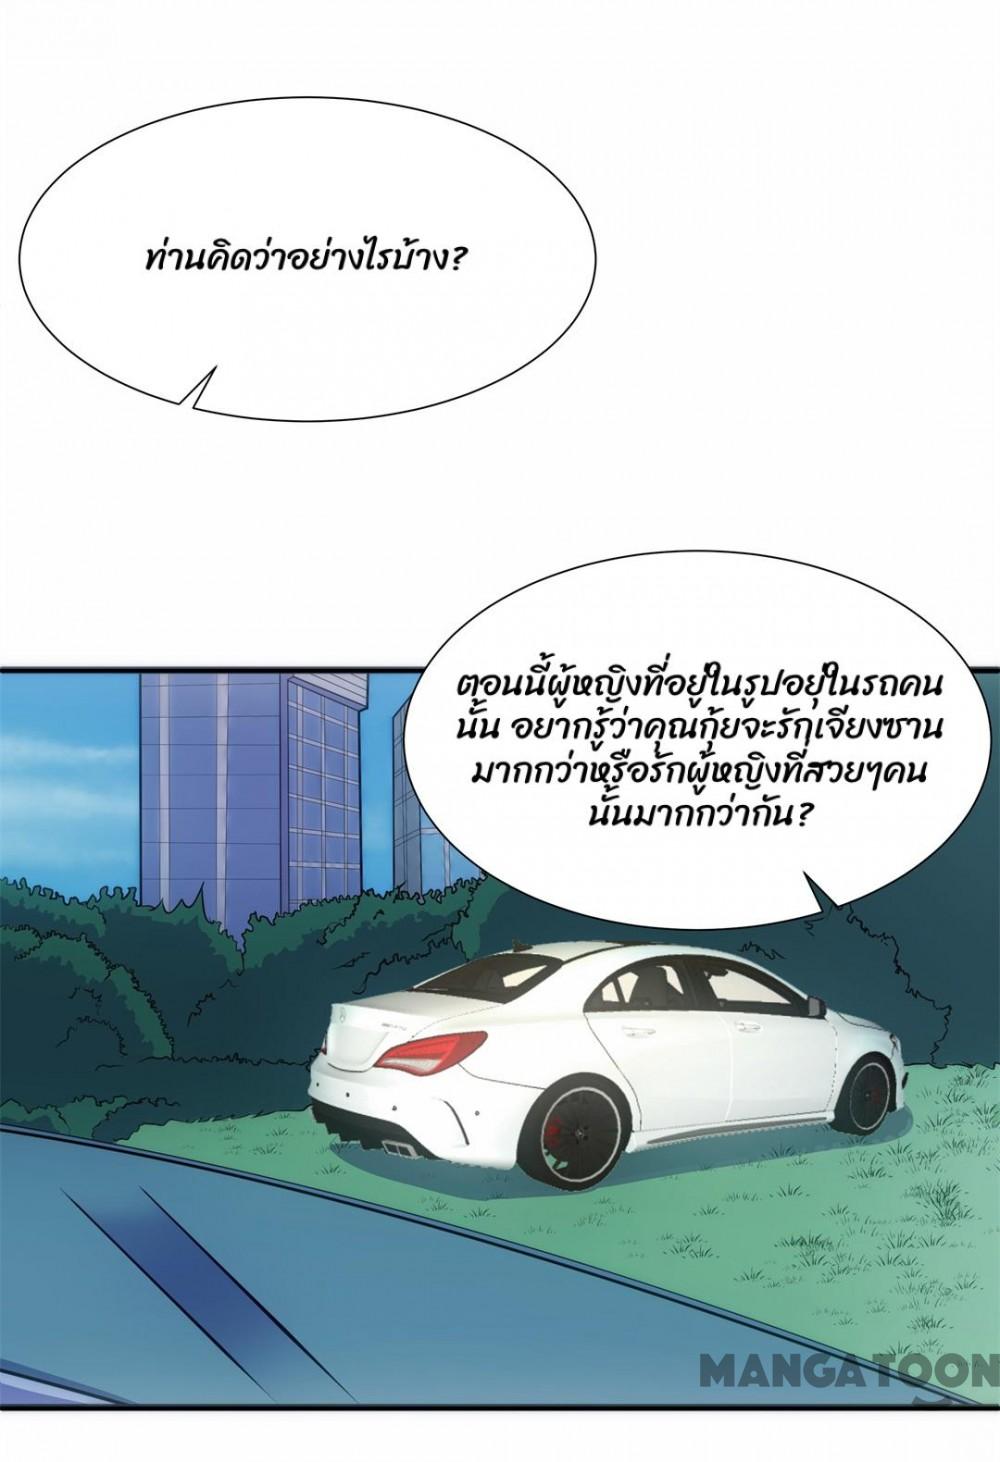 ท่านคิดว่าอย่างไรบ้าง?
ตอนนี้ผู้หญิงที่อยู่ในรูปอยู่ในรถคน
นั้น อยากรู้ว่าคุณกุ้ยจะรักเจียงซาน
มากกว่าหรือรักผู้หญิงที่สวยๆคน
นั้นมากกว่ากัน?
MANGATOON